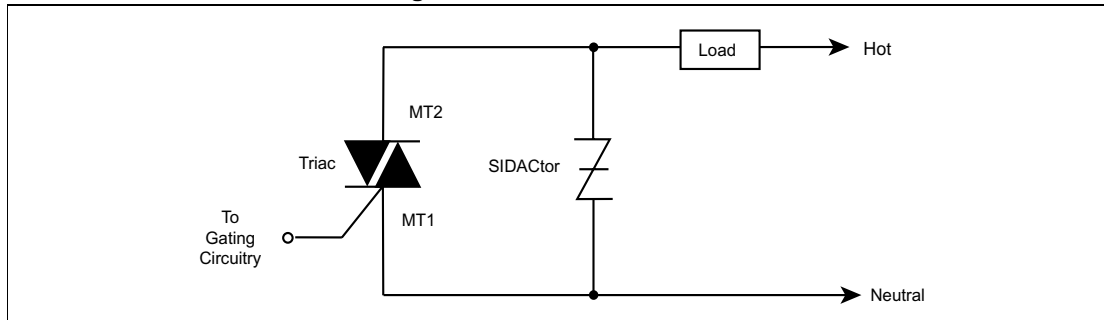 Load
Hot
MT2
Triac
SIDACtor
MT1
To
Gating
Circuitry
Neutral